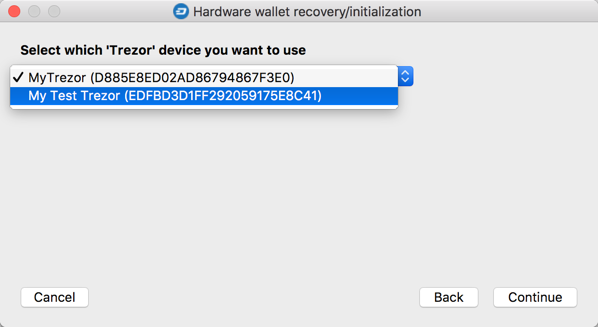 Hardware wallet recovery/initialization
Select which 'Trezor' device you want to use
✓ MyTrezor (D885E8ED02AD86794867F3E0)
My Test Trezor (EDFBD3D1FF292059175E8C41)
Cancel
Back
Continue